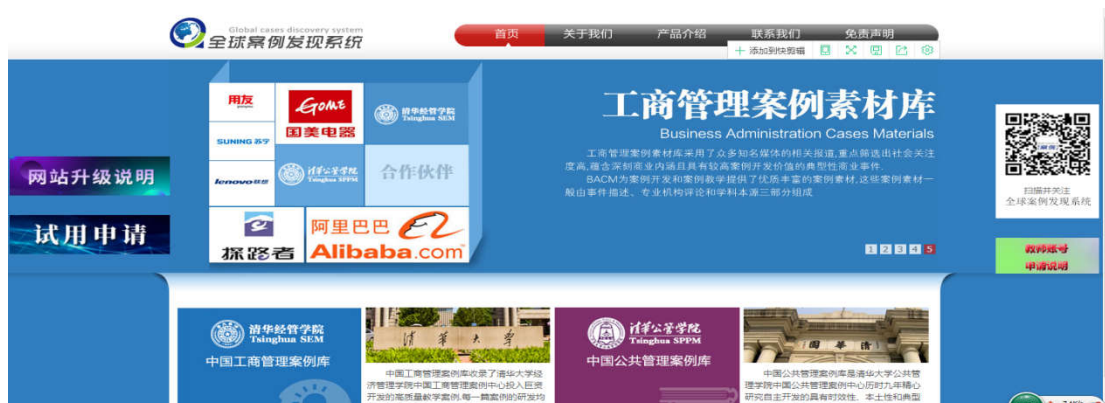 Global cases discovery system
全球案例发现系统
首页
关于我们
产品介绍
联系我们
免责声明
添加到快剪辑
用友
GOME
国美电器
清华经管学院
Tsinghua SEM
SUNING 苏宁
lenovo联想
清华公管学院
Tsinghua SPPM
合作伙伴
探路者
阿里巴巴
Alibaba.com
工商管理案例素材库
Business Administration Cases Materials
工商管理案例素材库采用了众多知名媒体的相关报道,重点筛选出社会关注
度高,蕴含深刻商业内涵且具有较高案例开发价值的典型性商业事件.
BACM为案例开发和案例教学提供了优质丰富的案例素材,这些案例素材一
般由事件描述、专业机构评论和学科本源三部分组成
1 2 3 4 5
网站升级说明
试用申请
扫描并关注
全球案例发现系统
教师账号
申请说明
清华经管学院
Tsinghua SEM
中国工商管理案例库
清华大学
中国工商管理案例库收录了清华大学经
济管理学院中国工商管理案例中心投入巨资
开发的高质量教学案例.每一篇案例的研发均
清华公管学院
Tsinghua SPPM
中国公共管理案例库
園華清
中国公共管理案例库是清华大学公共管
理学院中国公共管理案例中心历时九年精心
研究自主开发的具有时效性、本土性和典型